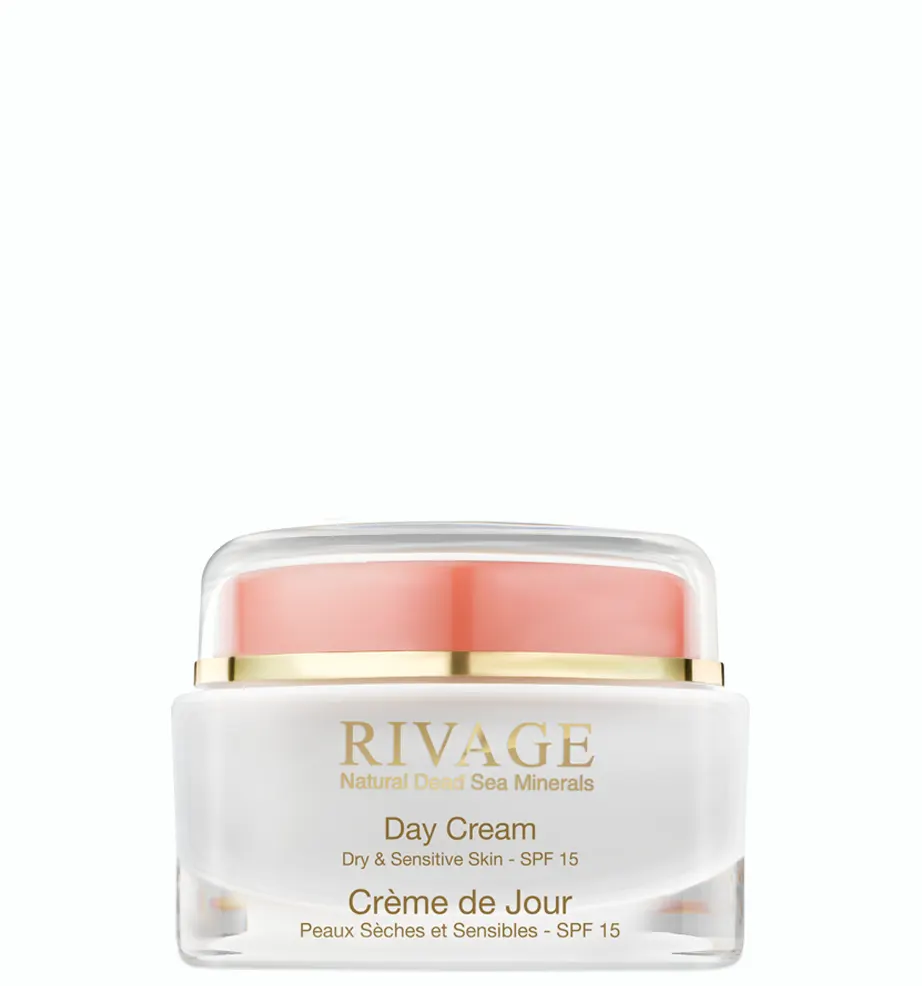 RIVAGE
Natural Dead Sea Minerals
Day Cream
Dry & Sensitive Skin - SPF 15
Crème de Jour
Peaux Sèches et Sensibles - SPF 15